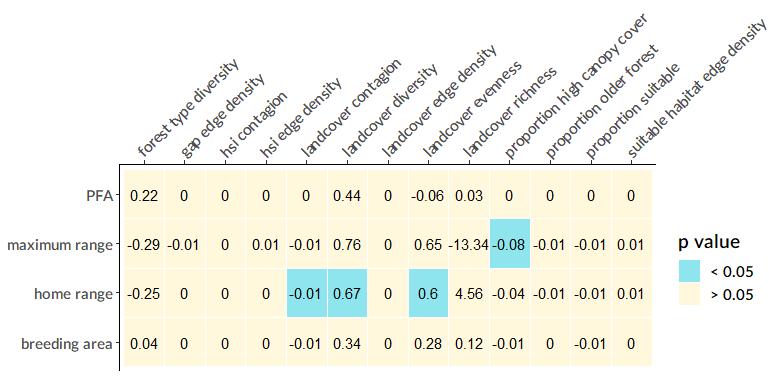 forest type diversity
gap edge density
hsi contagion
hsi edge density
landcover contagion
landcover diversity
landcover edge density
landcover evenness
landcover richness
proportion high canopy cover
proportion older forest
proportion suitable
suitable habitat edge density
PFA 0.22 0 0 0 0 0.44 0 -0.06 0.03 0 0 0 0
maximum range -0.29 -0.01 0 0.01 -0.01 0.76 0 0.65 -13.34 -0.08 -0.01 -0.01 0.01
home range -0.25 0 0 0 -0.01 0.67 0 0.6 4.56 -0.04 -0.01 -0.01 0.01
breeding area 0.04 0 0 0 -0.01 0.34 0 0.28 0.12 -0.01 0 -0.01 0
p value
< 0.05
> 0.05